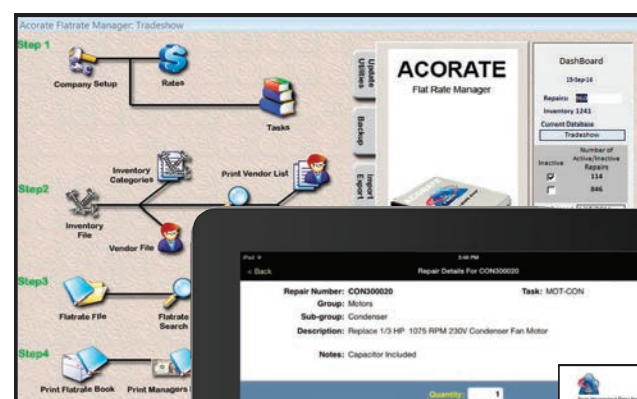 Acorate Flatrate Manager: Tradeshow
Step 1
Company Setup
Rates
Tasks
Step2
Inventory Categories
Print Vendor List
Inventory File
Vendor File
Step3
Flatrate File
Flatrate Search
Step4
Print Flatrate Book
Print Managers
Update Utilities
Backup
Import Export
ACORATE
Flat Rate Manager
DashBoard
15-Sep-16
Repairs:
Inventory 1241
Current Database
Tradeshow
Inactive
Number of Active/Inactive Repairs
114
846
iPad
3:48 PM
< Back
Repair Details For CON300020
Repair Number: CON300020
Task: MOT-CON
Group: Motors
Sub-group: Condenser
Description: Replace 1/3 HP 1075 RPM 230V Condenser Fan Motor
Notes: Capacitor Included
Quantity: 1